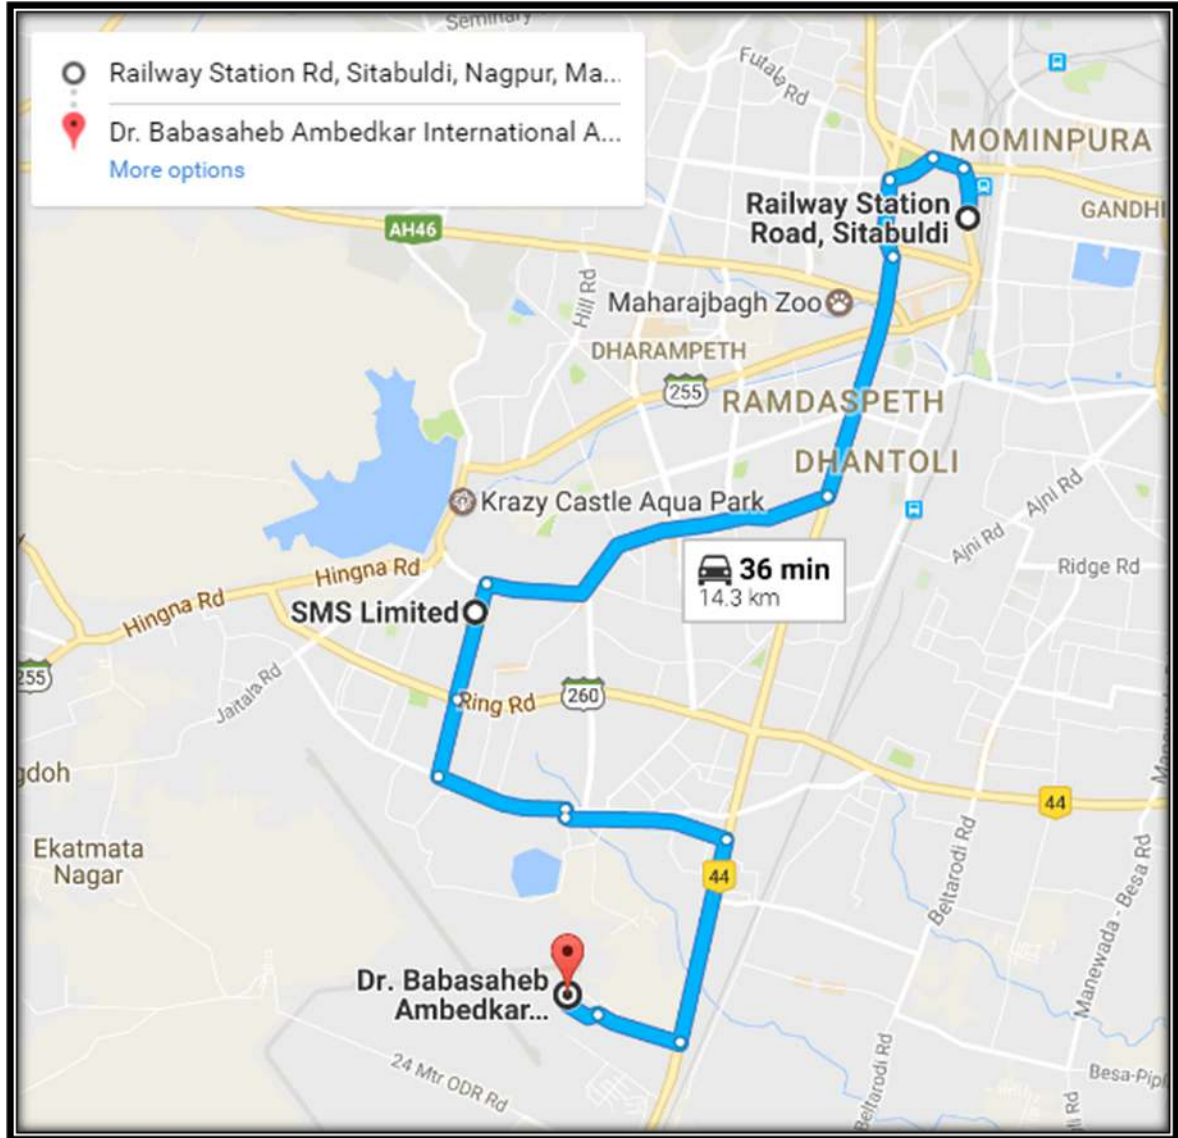 Seminary
Railway Station Rd, Sitabuldi, Nagpur, Ma...
Dr. Babasaheb Ambedkar International A...
More options
Futala Rd
MOMINPURA
Railway Station
Road, Sitabuldi
GANDHI
AH46
Hill Rd
Maharajbagh Zoo
DHARAMPETH
255
RAMDASPETH
DHANTOLI
Krazy Castle Aqua Park
Ajni Rd
Ajni Rd
Ridge Rd
Hingna Rd
Hingna Rd
36 min
14.3 km
SMS Limited
255
Jaitala Rd
Ring Rd
260
gdoh
44
Ekatmata
Nagar
44
Beltarodi Rd
Manewada - Besa Rd
Dr. Babasaheb
Ambedkar...
24 Mtr ODR Rd
Beltarodi Rd
Besa-Pipl